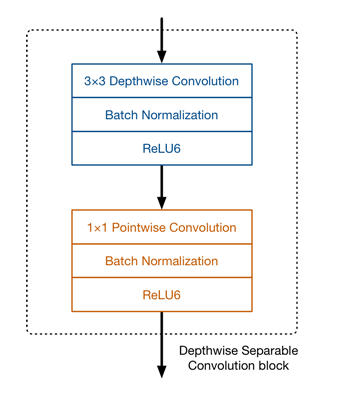 3×3 Depthwise Convolution
Batch Normalization
ReLU6
1×1 Pointwise Convolution
Batch Normalization
ReLU6
Depthwise Separable
Convolution block